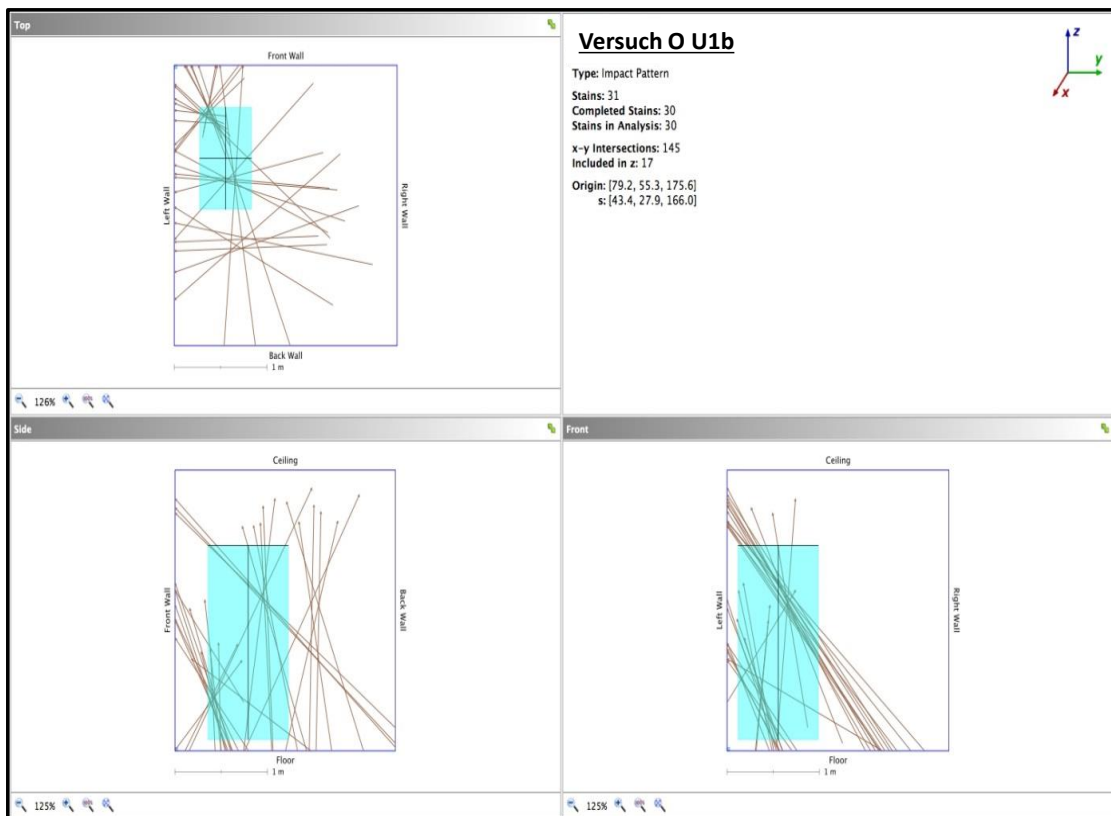 Top
Front Wall
Left Wall
Right Wall
Back Wall
1 m
126%
Versuch O U1b
Type: Impact Pattern
Stains: 31
Completed Stains: 30
Stains in Analysis: 30
x-y Intersections: 145
Included in z: 17
Origin: [79.2, 55.3, 175.6]
s: [43.4, 27.9, 166.0]
z
y
x
Side
Ceiling
Front Wall
Back Wall
Floor
1 m
125%
Front
Ceiling
Left Wall
Right Wall
Floor
1 m
125%